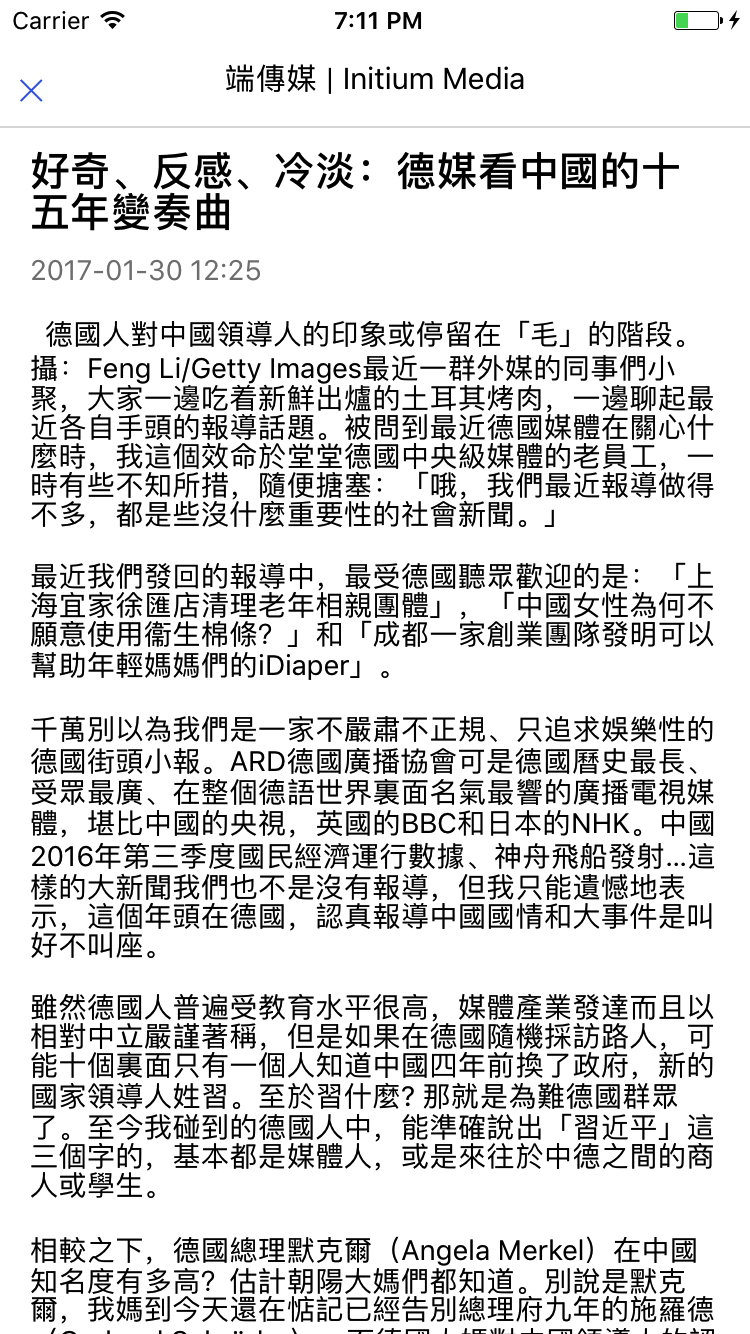 Carrier 7:11 PM
端傳媒 | Initium Media
好奇、反感、冷淡：德媒看中國的十
五年變奏曲
2017-01-30 12:25
德國人對中國領導人的印象或停留在「毛」的階段。
攝：Feng Li/Getty Images最近一群外媒的同事們小
聚，大家一邊吃着新鮮出爐的土耳其烤肉，一邊聊起最
近各自手頭的報導話題。被問到最近德國媒體在關心什
麼時，我這個效命於堂堂德國中央級媒體的老員工，一
時有些不知所措，隨便搪塞：「哦，我們最近報導做得
不多，都是些沒什麼重要性的社會新聞。」
最近我們發回的報導中，最受德國聽眾歡迎的是：「上
海宜家徐匯店清理老年相親團體」，「中國女性為何不
願意使用衞生棉條？」和「成都一家創業團隊發明可以
幫助年輕媽媽們的iDiaper」。
千萬別以為我們是一家不嚴肅不正規、只追求娛樂性的
德國街頭小報。ARD德國廣播協會可是德國曆史最長、
受眾最廣、在整個德語世界裏面名氣最響的廣播電視媒
體，堪比中國的央視，英國的BBC和日本的NHK。中國
2016年第三季度國民經濟運行數據、神舟飛船發射...這
樣的大新聞我們也不是沒有報導，但我只能遺憾地表
示，這個年頭在德國，認真報導中國國情和大事件是叫
好不叫座。
雖然德國人普遍受教育水平很高，媒體產業發達而且以
相對中立嚴謹著稱，但是如果在德國隨機採訪路人，可
能十個裏面只有一個人知道中國四年前換了政府，新的
國家領導人姓習。至於習什麼? 那就是為難德國群眾
了。至今我碰到的德國人中，能準確說出「習近平」這
三個字的，基本都是媒體人，或是來往於中德之間的商
人或學生。
相較之下，德國總理默克爾（Angela Merkel）在中國
知名度有多高？估計朝陽大媽們都知道。別說是默克
爾，我媽到今天還在惦記已經告別總理府九年的施羅德